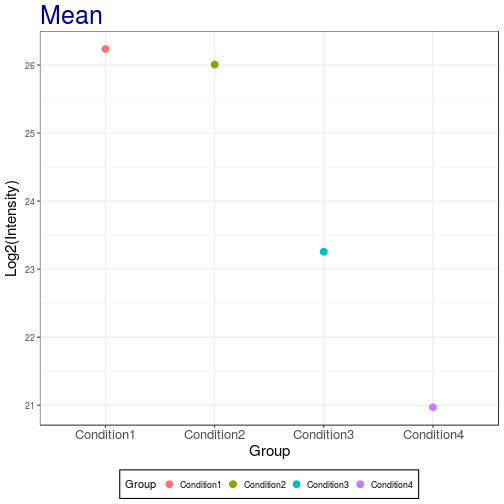 Mean
Log2(Intensity)
26
25
24
23
22
21
Condition1 Condition2 Condition3 Condition4
Group
Group Condition1 Condition2 Condition3 Condition4